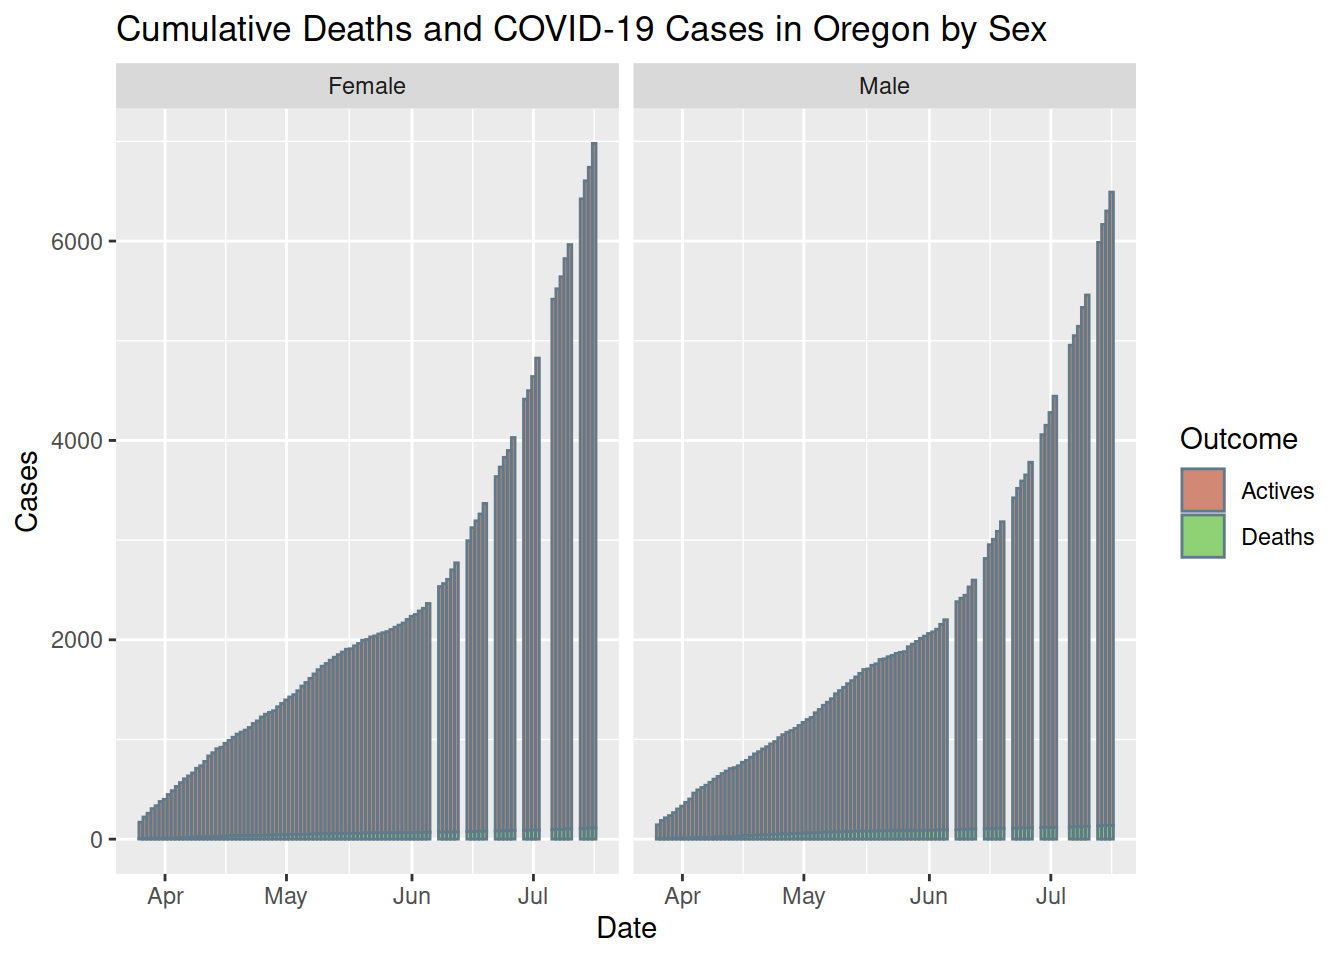 Cumulative Deaths and COVID-19 Cases in Oregon by Sex
Female
Male
6000
4000
2000
0
Cases
Apr
May
Jun
Jul
Apr
May
Jun
Jul
Date
Outcome
Actives
Deaths